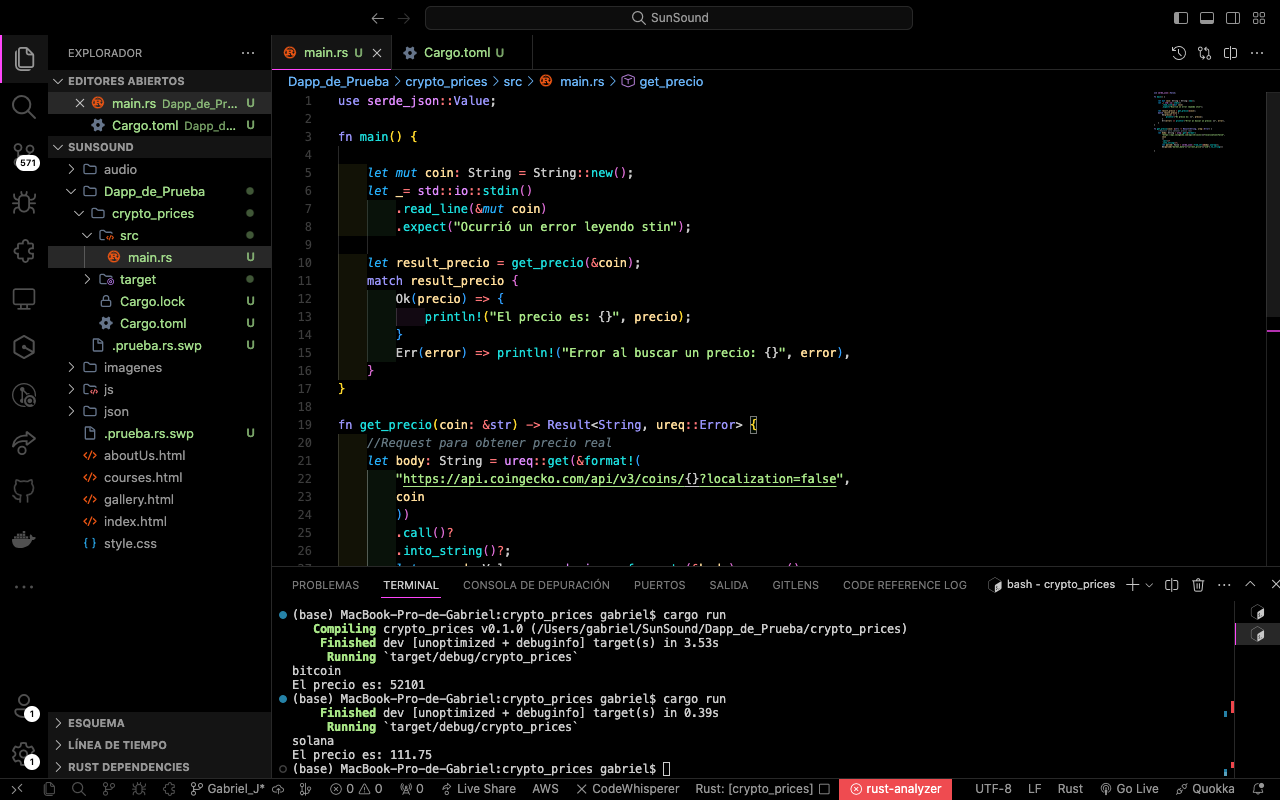 SunSound
EXPLORADOR
EDITORES ABIERTOS
main.rs Dapp_de_Pr... U
Cargo.toml Dapp_d... U
SUNSOUND
audio
Dapp_de_Prueba
crypto_prices
src
main.rs U
target
Cargo.lock U
Cargo.toml U
.prueba.rs.swp U
imagenes
js
json
.prueba.rs.swp U
aboutUs.html
courses.html
gallery.html
index.html
style.css
ESQUEMA
LÍNEA DE TIEMPO
RUST DEPENDENCIES
571
1
1
main.rs U
Cargo.toml U
Dapp_de_Prueba > crypto_prices > src > main.rs > get_precio
1 use serde_json::Value;
2
3 fn main() {
4
5 let mut coin: String = String::new();
6 let _= std::io::stdin()
7 .read_line(&mut coin)
8 .expect("Ocurrió un error leyendo stin");
9
10 let result_precio = get_precio(&coin);
11 match result_precio {
12 Ok(precio) => {
13 println!("El precio es: {}", precio);
14 }
15 Err(error) => println!("Error al buscar un precio: {}", error),
16 }
17 }
18
19 fn get_precio(coin: &str) -> Result<String, ureq::Error> {
20 //Request para obtener precio real
21 let body: String = ureq::get(&format!(
22 "https://api.coingecko.com/api/v3/coins/{}?localization=false",
23 coin
24 ))
25 .call()?
26 .into_string()?;
PROBLEMAS TERMINAL CONSOLA DE DEPURACIÓN PUERTOS SALIDA GITLENS CODE REFERENCE LOG bash - crypto_prices
(base) MacBook-Pro-de-Gabriel:crypto_prices gabriel$ cargo run
Compiling crypto_prices v0.1.0 (/Users/gabriel/SunSound/Dapp_de_Prueba/crypto_prices)
Finished dev [unoptimized + debuginfo] target(s) in 3.53s
Running `target/debug/crypto_prices`
bitcoin
El precio es: 52101
(base) MacBook-Pro-de-Gabriel:crypto_prices gabriel$ cargo run
Finished dev [unoptimized + debuginfo] target(s) in 0.39s
Running `target/debug/crypto_prices`
solana
El precio es: 111.75
(base) MacBook-Pro-de-Gabriel:crypto_prices gabriel$
Gabriel_J* 0 0 0 Live Share AWS CodeWhisperer Rust: [crypto_prices] rust-analyzer UTF-8 LF Rust Go Live Quokka